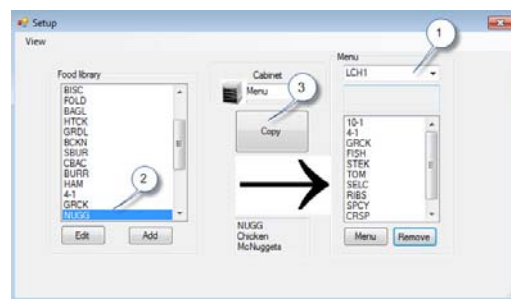 Setup
View
1
Menu
LCH1
Food library
BISC
FOLD
BAGL
HTCK
GRDL
BCKN
SBUR
CBAC
BURR
HAM
4-1
GRCK
NUGG
2
Edit
Add
Cabinet
Menu
3
Copy
NUGG
Chicken
McNuggets
10-1
4-1
GRCK
FISH
STEK
TOM
SELC
RIBS
SPCY
CRSP
Menu
Remove